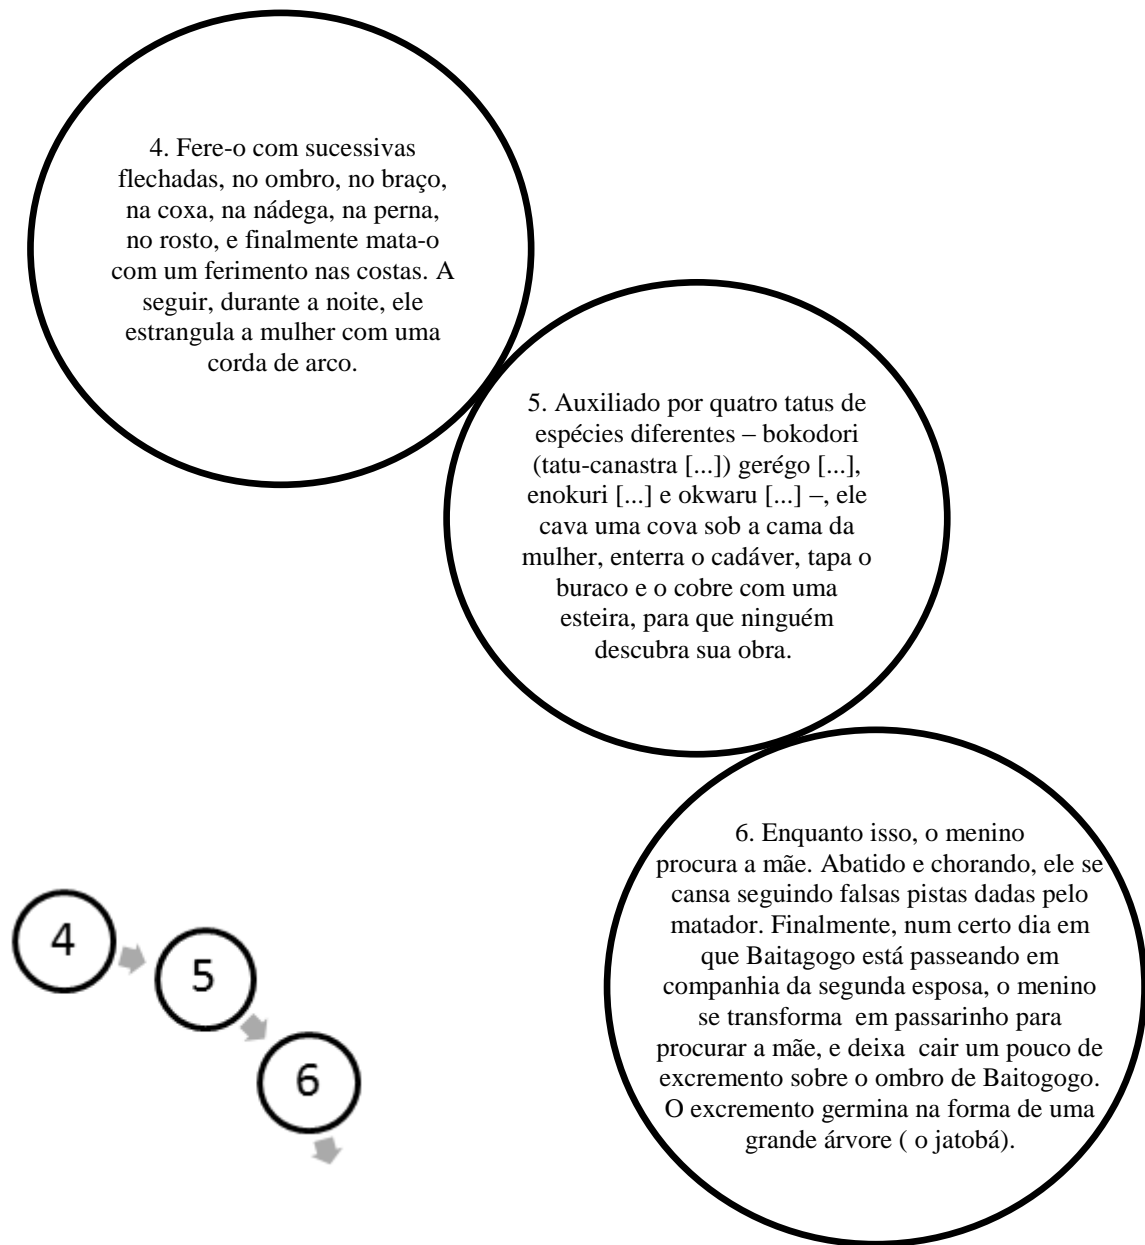 4. Fere-o com sucessivas
flechadas, no ombro, no braço,
na coxa, na nádega, na perna,
no rosto, e finalmente mata-o
com um ferimento nas costas. A
seguir, durante a noite, ele
estrangula a mulher com uma
corda de arco.
5. Auxiliado por quatro tatus de
espécies diferentes – bokodori
(tatu-canastra [...]) gerégo [...],
enokuri [...] e okwaru [...] –, ele
cava uma cova sob a cama da
mulher, enterra o cadáver, tapa o
buraco e o cobre com uma
esteira, para que ninguém
descubra sua obra.
6. Enquanto isso, o menino
procura a mãe. Abatido e chorando, ele se
cansa seguindo falsas pistas dadas pelo
matador. Finalmente, num certo dia em
que Baitagogo está passeando em
companhia da segunda esposa, o menino
se transforma em passarinho para
procurar a mãe, e deixa cair um pouco de
excremento sobre o ombro de Baitogogo.
O excremento germina na forma de uma
grande árvore ( o jatobá).
4
5
6